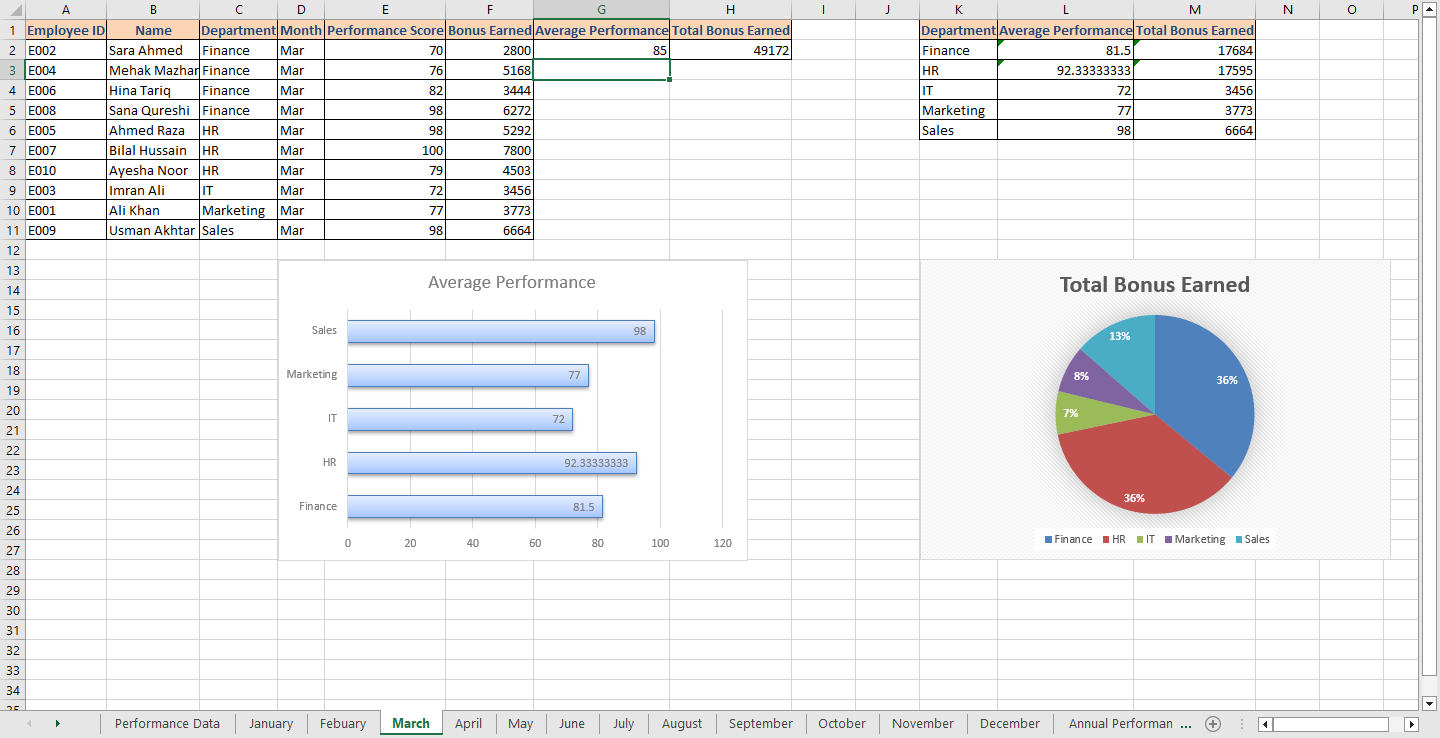 A B C D E F G H I J K L M N O P
1 Employee ID Name Department Month Performance Score Bonus Earned Average Performance Total Bonus Earned Department Average Performance Total Bonus Earned
2 E002 Sara Ahmed Finance Mar 70 2800 85 49172 Finance 81.5 17684
3 E004 Mehak Mazhar Finance Mar 76 5168 HR 92.33333333 17595
4 E006 Hina Tariq Finance Mar 82 3444 IT 72 3456
5 E008 Sana Qureshi Finance Mar 98 6272 Marketing 77 3773
6 E005 Ahmed Raza HR Mar 98 5292 Sales 98 6664
7 E007 Bilal Hussain HR Mar 100 7800
8 E010 Ayesha Noor HR Mar 79 4503
9 E003 Imran Ali IT Mar 72 3456
10 E001 Ali Khan Marketing Mar 77 3773
11 E009 Usman Akhtar Sales Mar 98 6664
12
13
14
15
16
17
18
19
20
21
22
23
24
25
26
27
28
29
30
31
32
33
34
35
Average Performance
Sales 98
Marketing 77
IT 72
HR 92.33333333
Finance 81.5
0 20 40 60 80 100 120
Total Bonus Earned
13% 36%
8%
7%
36%
Finance HR IT Marketing Sales
Performance Data January Febuary March April May June July August September October November December Annual Performan ...